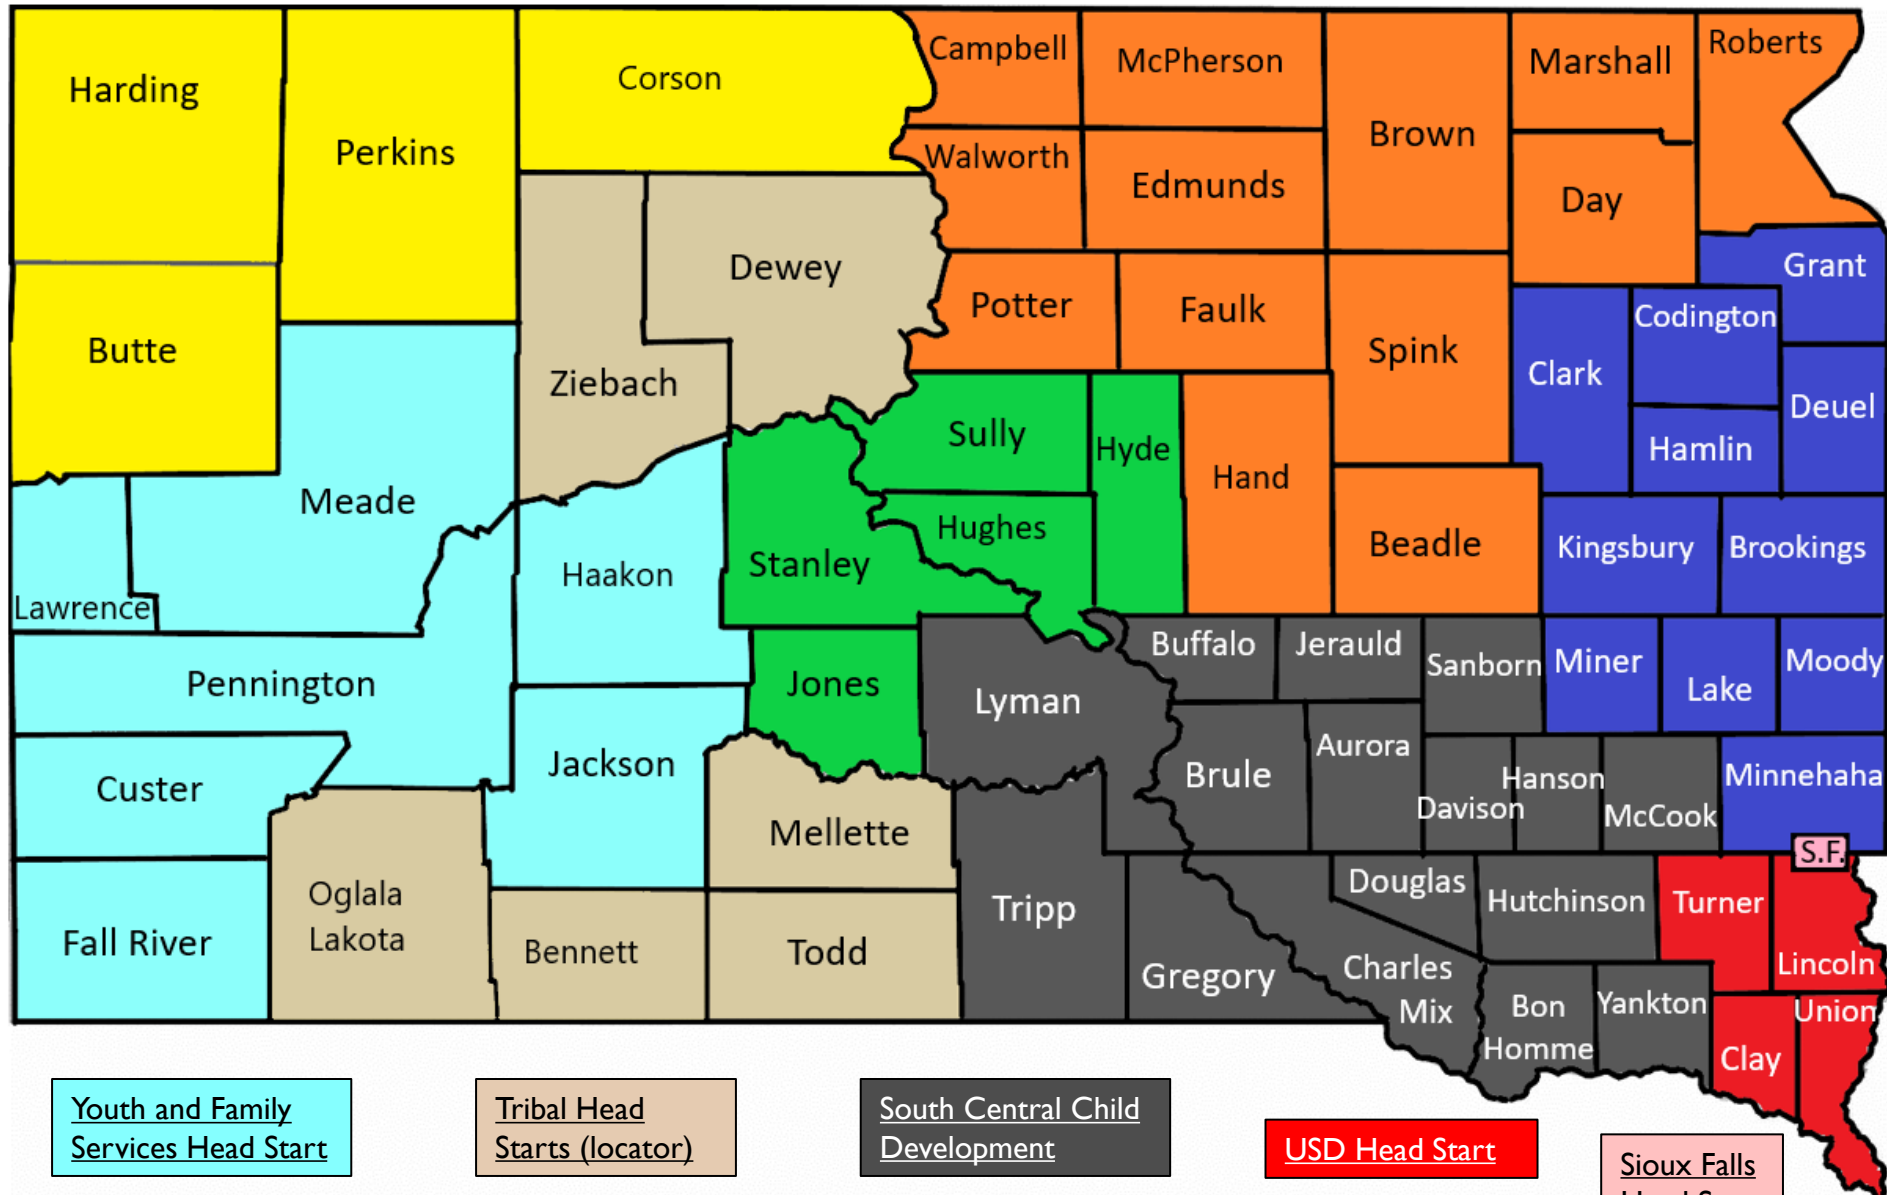 Harding
Perkins
Corson
Campbell
McPherson
Brown
Marshall
Roberts
Walworth
Edmunds
Day
Butte
Ziebach
Dewey
Potter
Faulk
Spink
Grant
Codington
Clark
Deuel
Hamlin
Meade
Sully
Hyde
Hand
Lawrence
Haakon
Stanley
Hughes
Beadle
Kingsbury
Brookings
Pennington
Jones
Lyman
Buffalo
Jerauld
Sanborn
Miner
Lake
Moody
Custer
Jackson
Mellette
Brule
Aurora
Davison
Hanson
McCook
Minnehaha
S.F.
Fall River
Oglala
Lakota
Bennett
Todd
Tripp
Gregory
Douglas
Charles
Mix
Hutchinson
Turner
Lincoln
Bon
Homme
Yankton
Clay
Union
Youth and Family
Services Head Start
Tribal Head
Starts (locator)
South Central Child
Development
USD Head Start
Sioux Falls